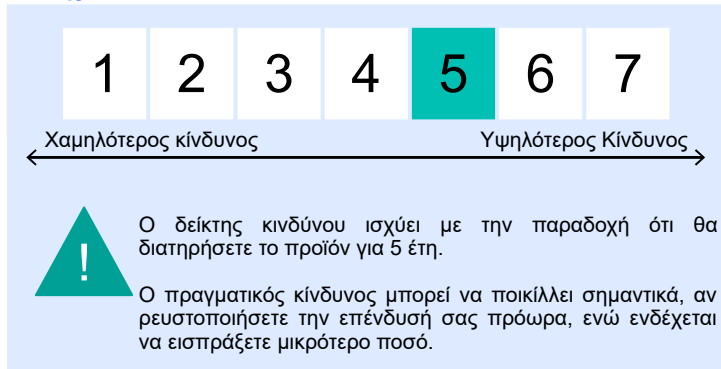 1 2 3 4 5 6 7
Χαμηλότερος κίνδυνος Υψηλότερος Κίνδυνος
! Ο δείκτης κινδύνου ισχύει με την παραδοχή ότι θα
διατηρήσετε το προϊόν για 5 έτη.
Ο πραγματικός κίνδυνος μπορεί να ποικίλλει σημαντικά, αν
ρευστοποιήσετε την επένδυσή σας πρόωρα, ενώ ενδέχεται
να εισπράξετε μικρότερο ποσό.